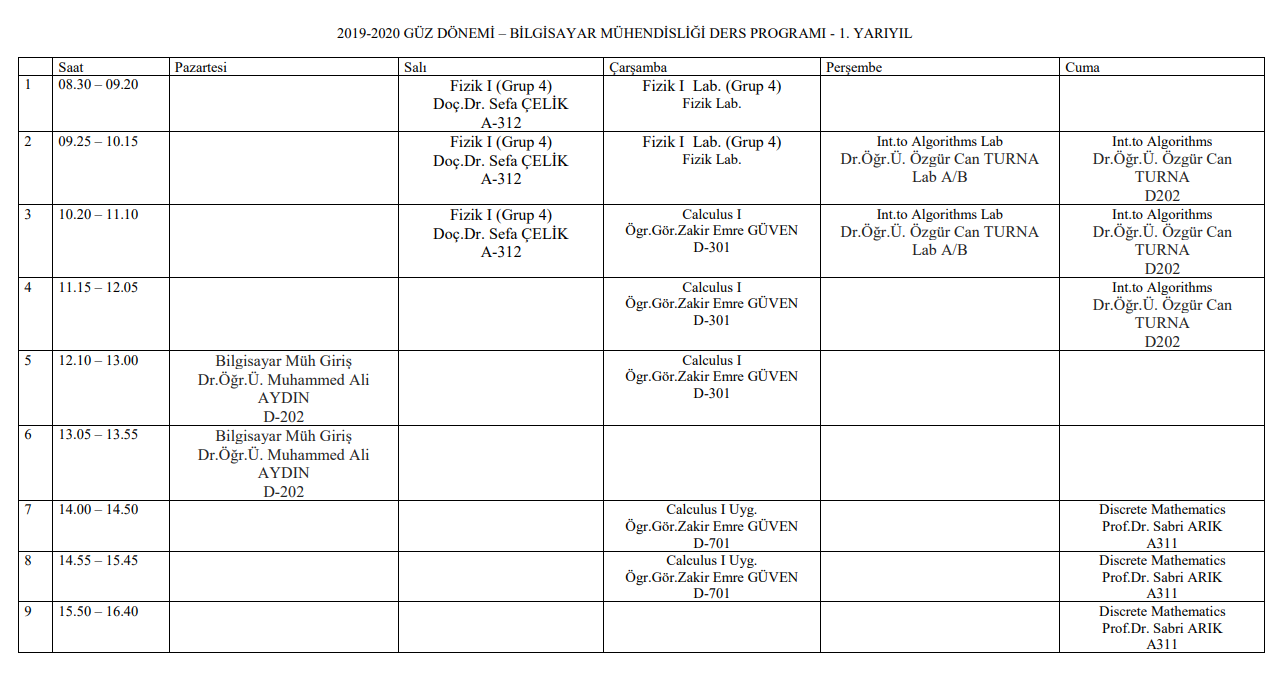 2019-2020 GÜZ DÖNEMİ – BİLGİSAYAR MÜHENDİSLİĞİ DERS PROGRAMI - 1. YARIYIL
Saat Pazartesi Salı Çarşamba Perşembe Cuma
1 08.30 – 09.20
Fizik I (Grup 4)
Doç.Dr. Sefa ÇELİK
A-312
Fizik I Lab. (Grup 4)
Fizik Lab.
2 09.25 – 10.15
Fizik I (Grup 4)
Doç.Dr. Sefa ÇELİK
A-312
Fizik I Lab. (Grup 4)
Fizik Lab.
Int.to Algorithms Lab
Dr.Öğr.Ü. Özgür Can TURNA
Lab A/B
Int.to Algorithms
Dr.Öğr.Ü. Özgür Can
TURNA
D202
3 10.20 – 11.10
Fizik I (Grup 4)
Doç.Dr. Sefa ÇELİK
A-312
Calculus I
Ögr.Gör.Zakir Emre GÜVEN
D-301
Int.to Algorithms Lab
Dr.Öğr.Ü. Özgür Can TURNA
Lab A/B
Int.to Algorithms
Dr.Öğr.Ü. Özgür Can
TURNA
D202
4 11.15 – 12.05
Calculus I
Ögr.Gör.Zakir Emre GÜVEN
D-301
Int.to Algorithms
Dr.Öğr.Ü. Özgür Can
TURNA
D202
5 12.10 – 13.00
Bilgisayar Müh Giriş
Dr.Öğr.Ü. Muhammed Ali
AYDIN
D-202
Calculus I
Ögr.Gör.Zakir Emre GÜVEN
D-301
6 13.05 – 13.55
Bilgisayar Müh Giriş
Dr.Öğr.Ü. Muhammed Ali
AYDIN
D-202
7 14.00 – 14.50
Calculus I Uyg.
Ögr.Gör.Zakir Emre GÜVEN
D-701
Discrete Mathematics
Prof.Dr. Sabri ARIK
A311
8 14.55 – 15.45
Calculus I Uyg.
Ögr.Gör.Zakir Emre GÜVEN
D-701
Discrete Mathematics
Prof.Dr. Sabri ARIK
A311
9 15.50 – 16.40
Discrete Mathematics
Prof.Dr. Sabri ARIK
A311